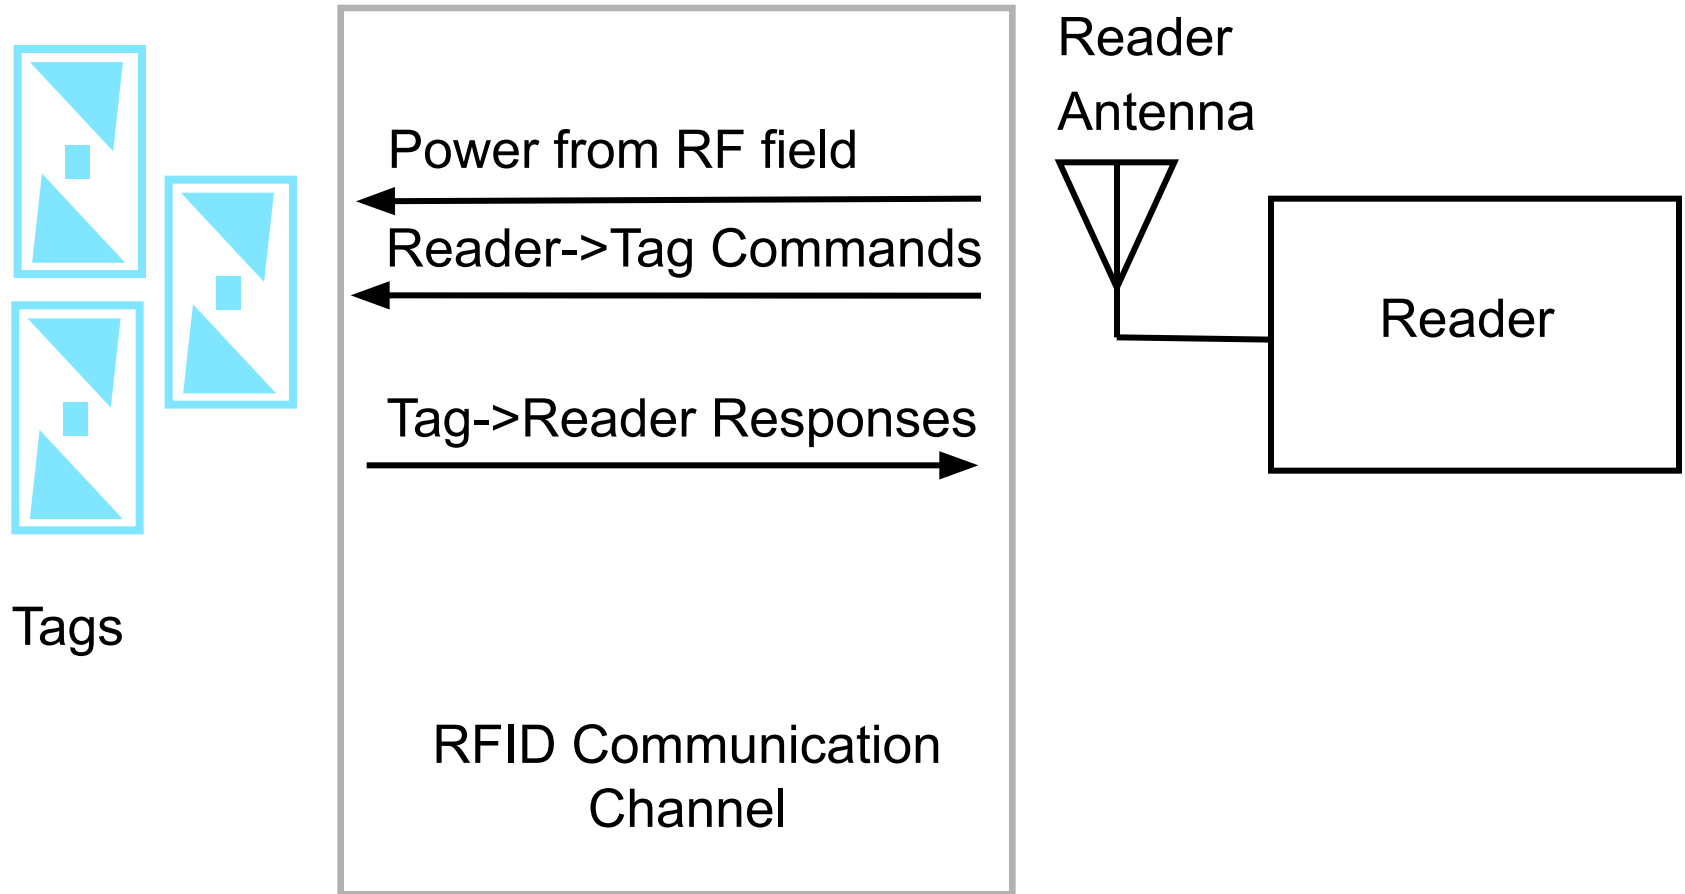 Reader
Antenna
Power from RF field
Reader->Tag Commands
Reader
Tag->Reader Responses
Tags
RFID Communication
Channel